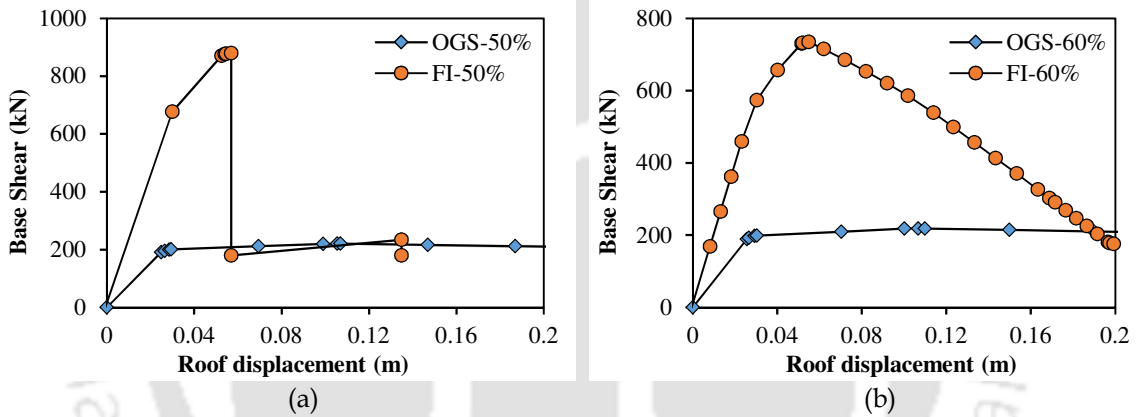 1000
800
600
400
200
0
Base Shear (kN)
OGS-50%
FI-50%
0 0.04 0.08 0.12 0.16 0.2
Roof displacement (m)
(a)
800
600
400
200
0
Base Shear (kN)
OGS-60%
FI-60%
0 0.04 0.08 0.12 0.16 0.2
Roof displacement (m)
(b)